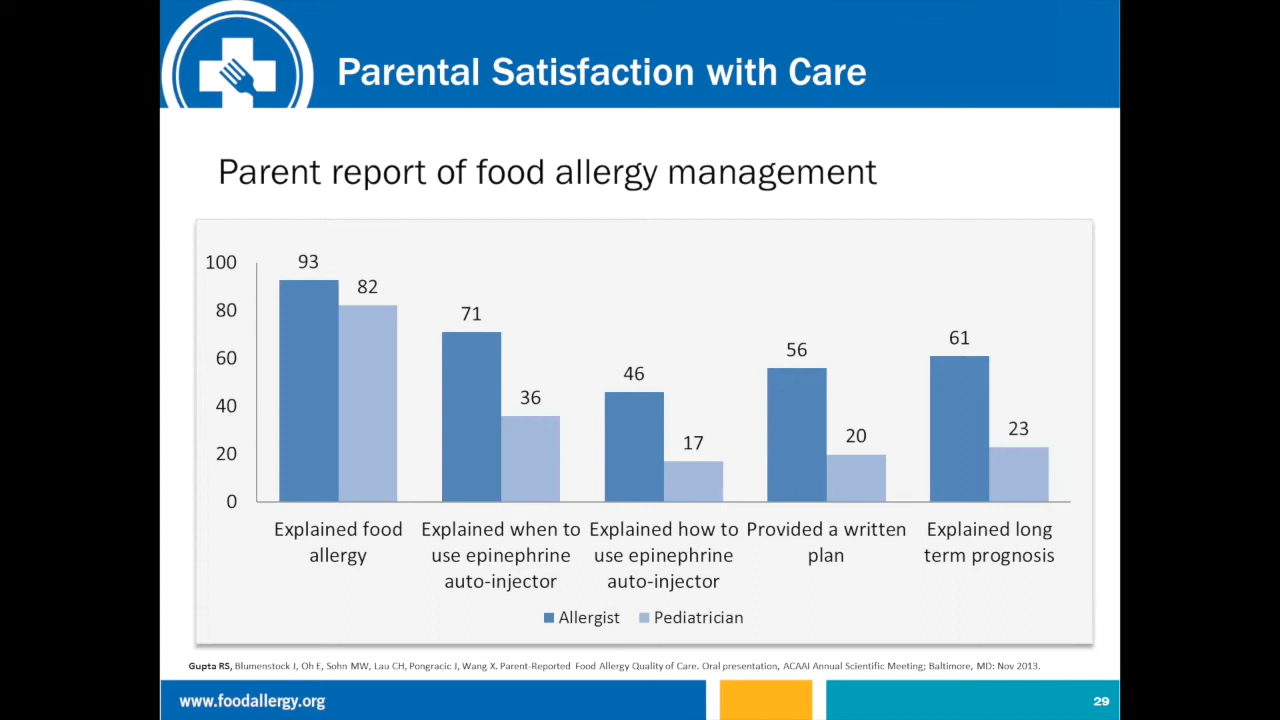 Parental Satisfaction with Care
Parent report of food allergy management
100
80
60
40
20
0
93
82
71
36
46
17
56
20
61
23
Explained food
allergy
Explained when to
use epinephrine
auto-injector
Explained how to
use epinephrine
auto-injector
Provided a written
plan
Explained long
term prognosis
Allergist
Pediatrician
Gupta RS, Blumenstock J, Oh E, Sohn MW, Lau CH, Pongracic J, Wang X. Parent-Reported Food Allergy Quality of Care. Oral presentation, ACAAI Annual Scientific Meeting; Baltimore, MD: Nov 2013.
www.foodallergy.org
29